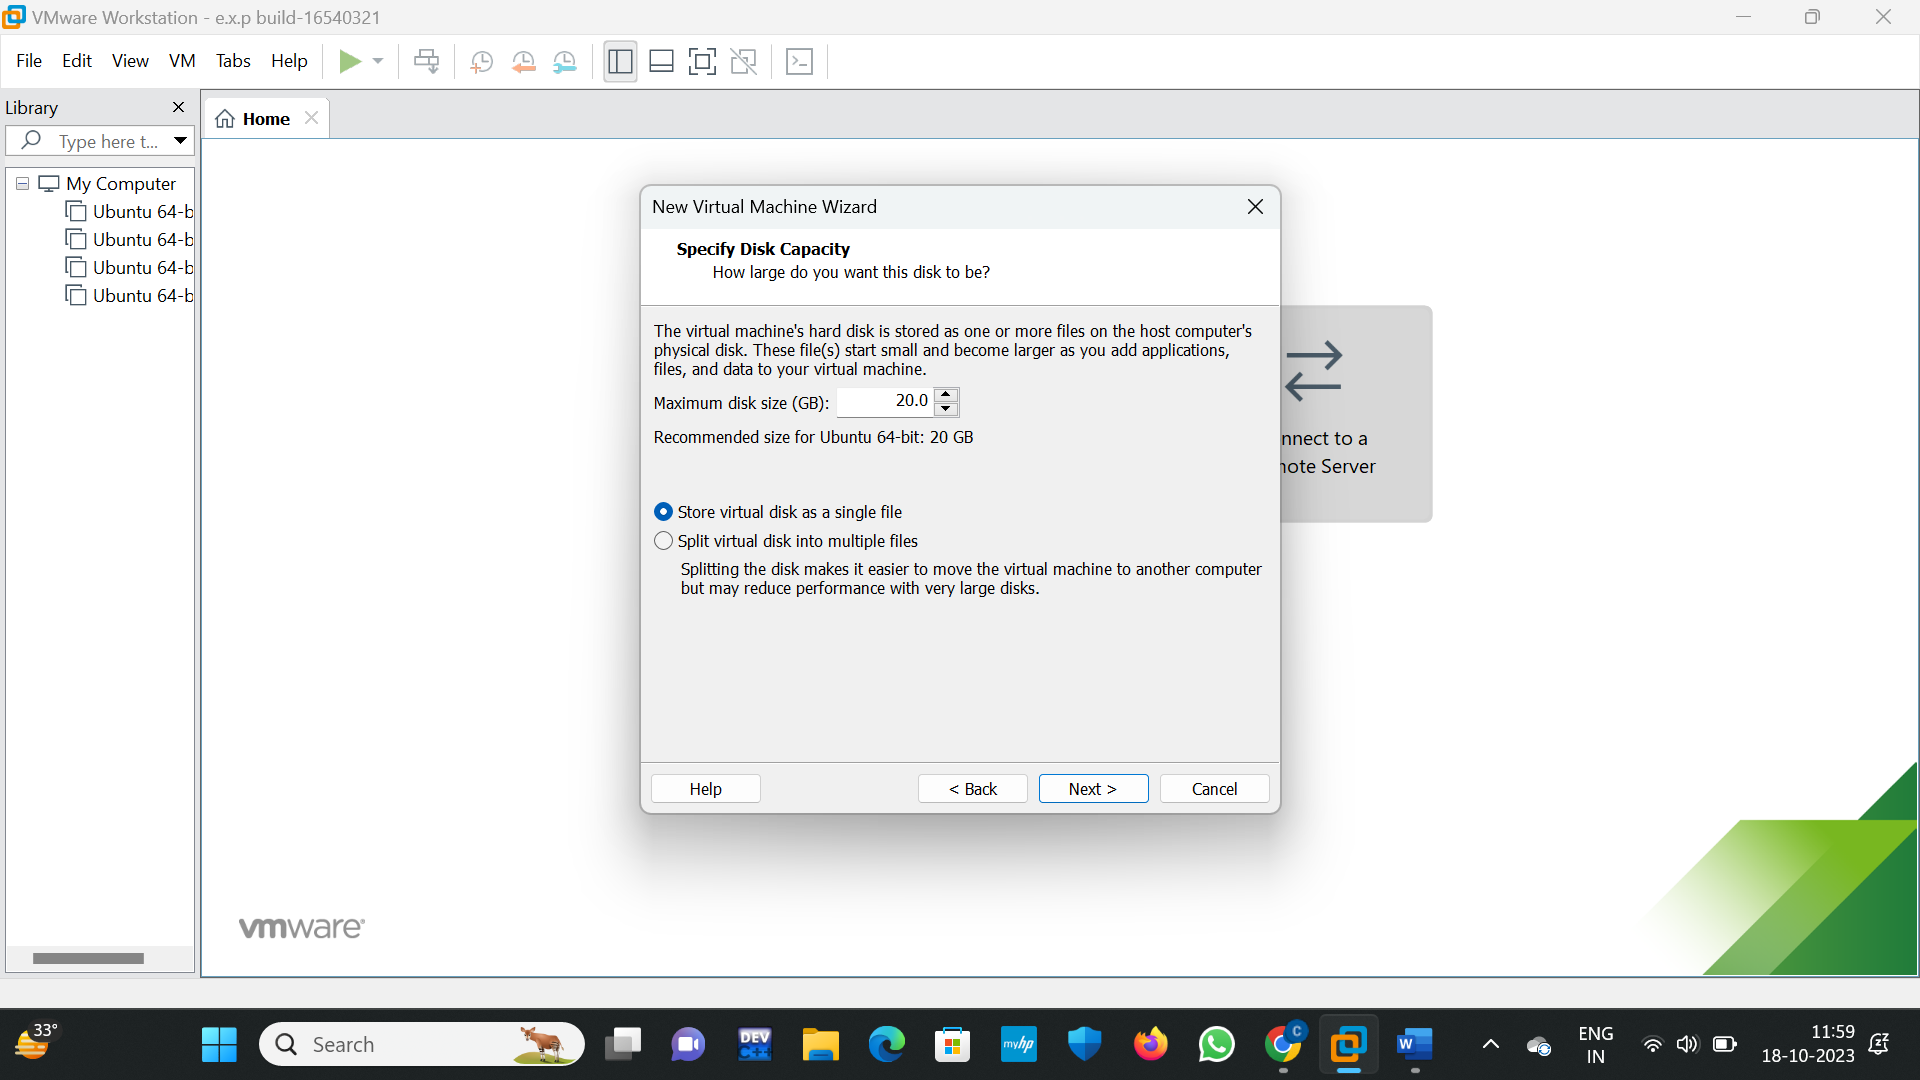 VMware Workstation - e.x.p build-16540321
File Edit View VM Tabs Help
Library
Home
Type here t...
My Computer
Ubuntu 64-b
Ubuntu 64-b
Ubuntu 64-b
Ubuntu 64-b
New Virtual Machine Wizard
Specify Disk Capacity
How large do you want this disk to be?
The virtual machine's hard disk is stored as one or more files on the host computer's
physical disk. These file(s) start small and become larger as you add applications,
files, and data to your virtual machine.
Maximum disk size (GB): 20.0
Recommended size for Ubuntu 64-bit: 20 GB
nnect to a
note Server
Store virtual disk as a single file
Split virtual disk into multiple files
Splitting the disk makes it easier to move the virtual machine to another computer
but may reduce performance with very large disks.
Help < Back Next > Cancel
vmware
33°
Search
DEV C++
myhp
C
W
ENG
IN
11:59
18-10-2023